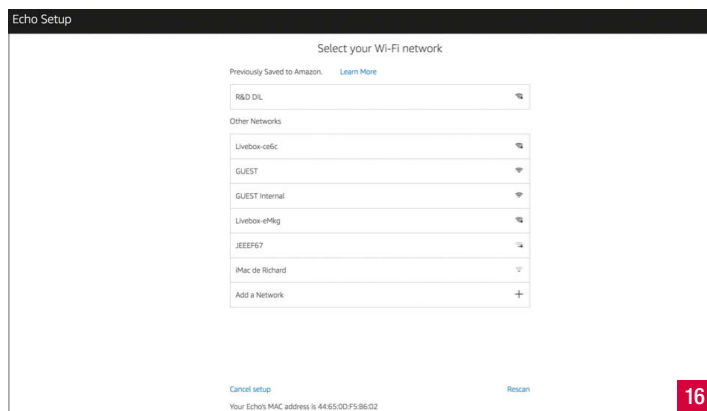 Echo Setup
Select your Wi-Fi network
Previously Saved to Amazon. Learn More
R&D DIL
Other Networks
Livebox-ce6c
GUEST
GUEST Internal
Livebox-eMkg
JEEEF67
iMac de Richard
Add a Network
Cancel setup Rescan
Your Echo's MAC address is 44:65:0D:F5:86:02
16